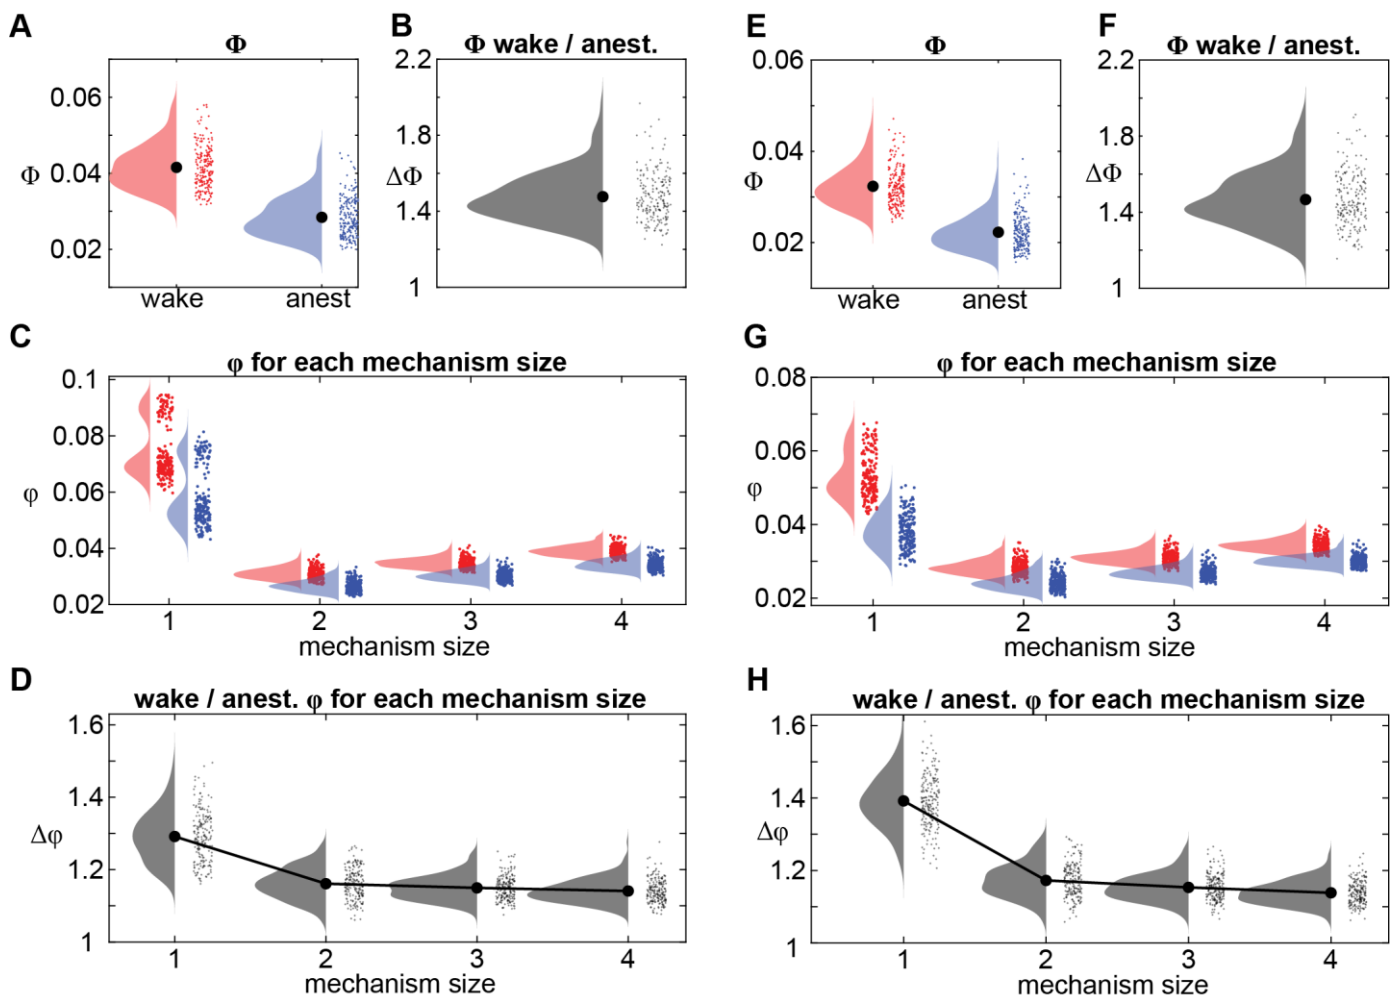 A
Φ
0.06
0.04
0.02
Φ
wake
anest
B
Φ wake / anest.
2.2
1.8
1.4
1
ΔΦ
E
Φ
0.06
0.04
0.02
Φ
wake
anest
F
Φ wake / anest.
2.2
1.8
1.4
1
ΔΦ
C
φ for each mechanism size
0.1
0.08
0.06
0.04
0.02
φ
1 2 3 4
mechanism size
G
φ for each mechanism size
0.08
0.06
0.04
0.02
φ
1 2 3 4
mechanism size
D
wake / anest. φ for each mechanism size
1.6
1.4
1.2
1
Δφ
1 2 3 4
mechanism size
H
wake / anest. φ for each mechanism size
1.6
1.4
1.2
1
Δφ
1 2 3 4
mechanism size